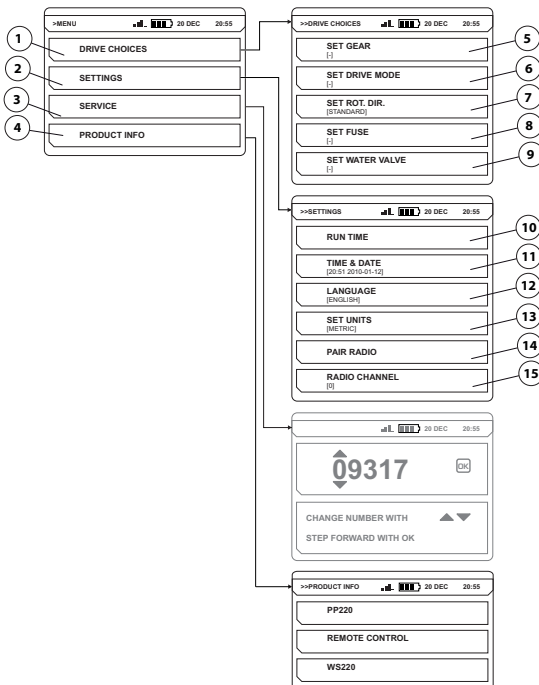 >MENU 20 DEC 20:55
1 DRIVE CHOICES
2 SETTINGS
3 SERVICE
4 PRODUCT INFO
>>DRIVE CHOICES 20 DEC 20:55
SET GEAR 5
[-]
SET DRIVE MODE 6
[-]
SET ROT. DIR. 7
[STANDARD]
SET FUSE 8
[-]
SET WATER VALVE 9
[-]
>>SETTINGS 20 DEC 20:55
RUN TIME 10
TIME & DATE 11
[20:51 2010-01-12]
LANGUAGE 12
[ENGLISH]
SET UNITS 13
[METRIC]
PAIR RADIO 14
RADIO CHANNEL 15
[0]
20 DEC 20:55
09317 OK
CHANGE NUMBER WITH
STEP FORWARD WITH OK
>>PRODUCT INFO 20 DEC 20:55
PP220
REMOTE CONTROL
WS220